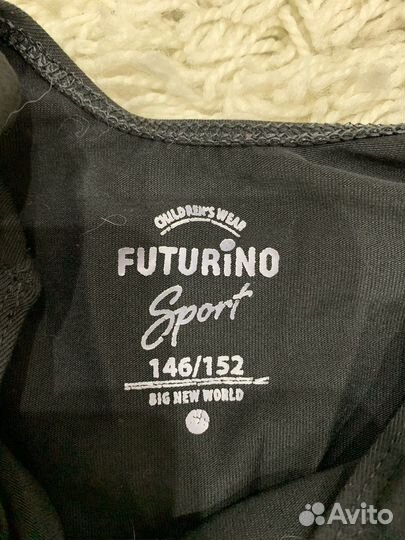 CHILDREN'S WEAR
FUTURiNO
Sport
146/152
BIG NEW WORLD
Avito